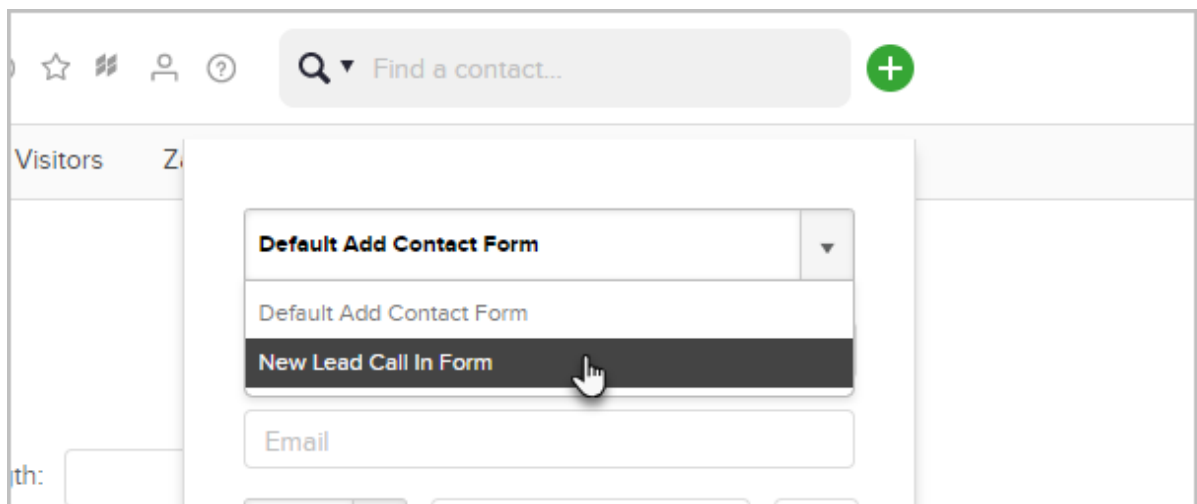 Find a contact...
Visitors
Default Add Contact Form
Default Add Contact Form
New Lead Call In Form
Email